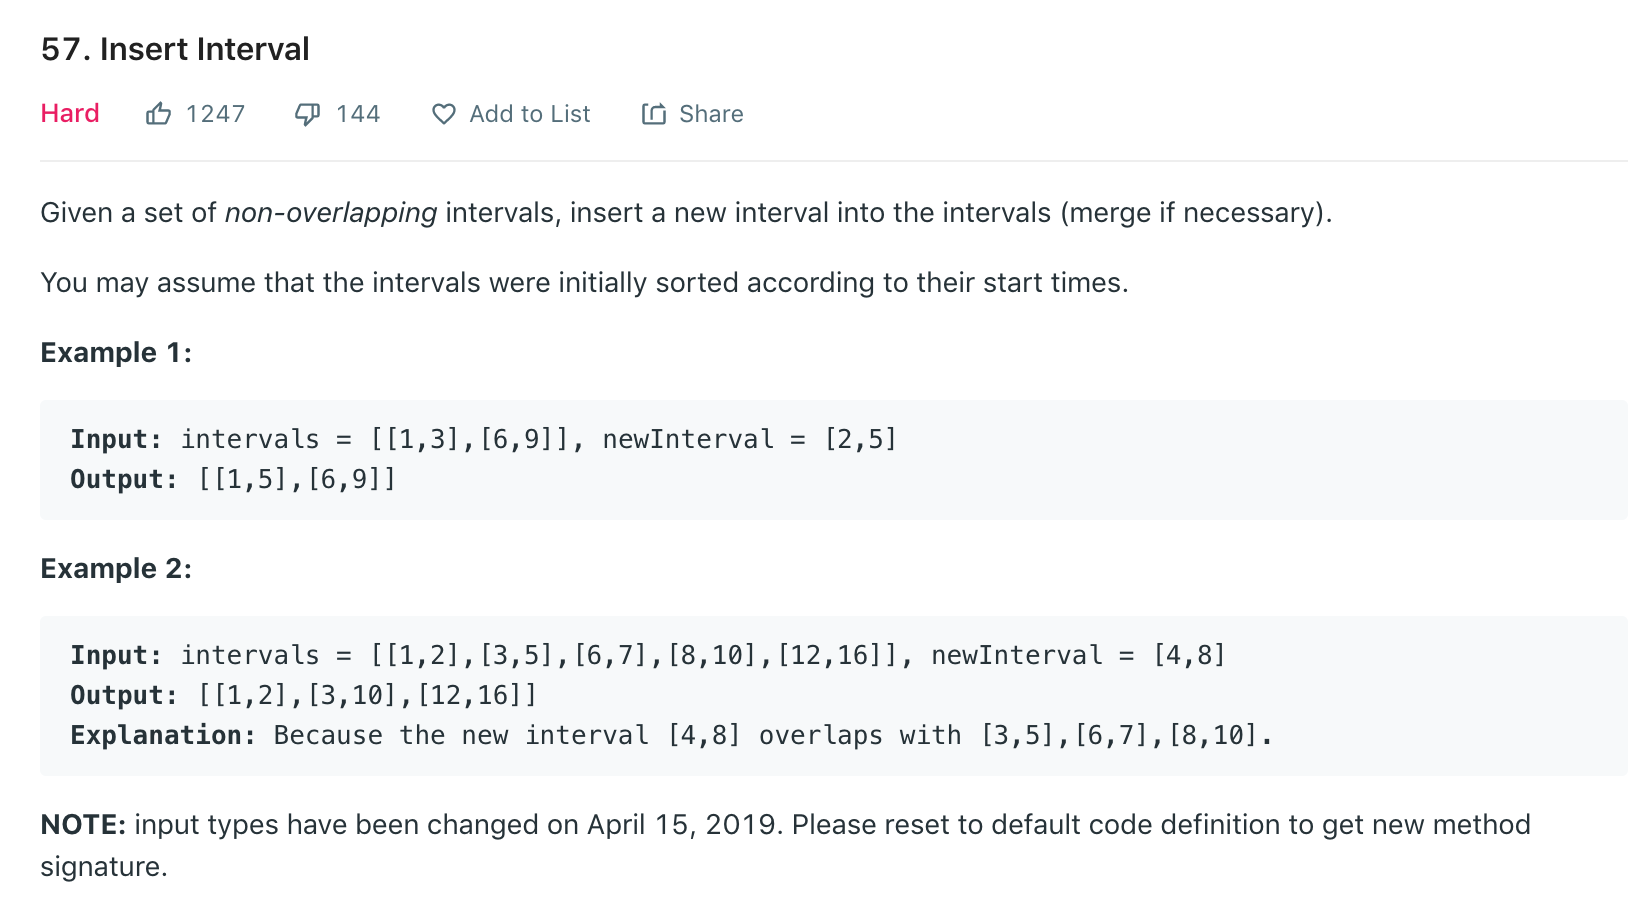 57. Insert Interval
Hard 1247 144 Add to List Share
Given a set of non-overlapping intervals, insert a new interval into the intervals (merge if necessary).
You may assume that the intervals were initially sorted according to their start times.
Example 1:
Input: intervals = [[1,3],[6,9]], newInterval = [2,5]
Output: [[1,5],[6,9]]
Example 2:
Input: intervals = [[1,2],[3,5],[6,7],[8,10],[12,16]], newInterval = [4,8]
Output: [[1,2],[3,10],[12,16]]
Explanation: Because the new interval [4,8] overlaps with [3,5],[6,7],[8,10].
NOTE: input types have been changed on April 15, 2019. Please reset to default code definition to get new method
signature.